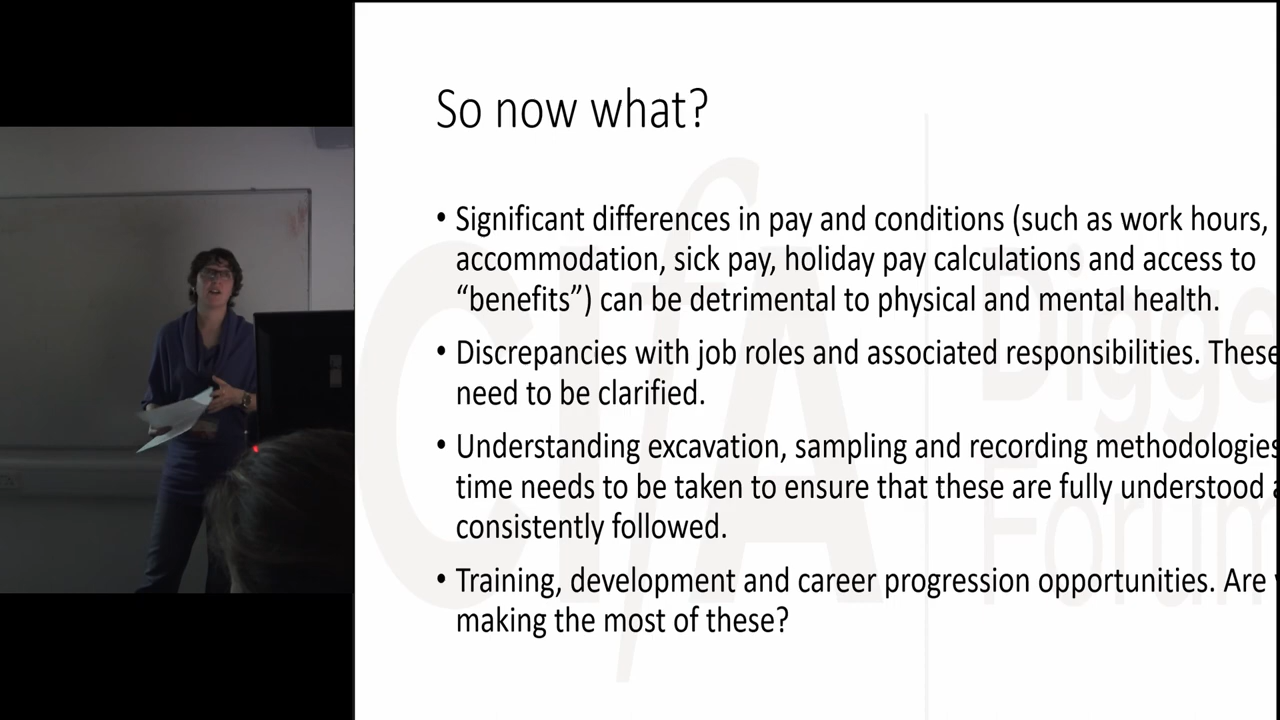 So now what?
• Significant differences in pay and conditions (such as work hours,
accommodation, sick pay, holiday pay calculations and access to
“benefits”) can be detrimental to physical and mental health.
• Discrepancies with job roles and associated responsibilities. These
need to be clarified.
• Understanding excavation, sampling and recording methodologies
time needs to be taken to ensure that these are fully understood
consistently followed.
• Training, development and career progression opportunities. Are
making the most of these?
CIfA
Digge
Forum